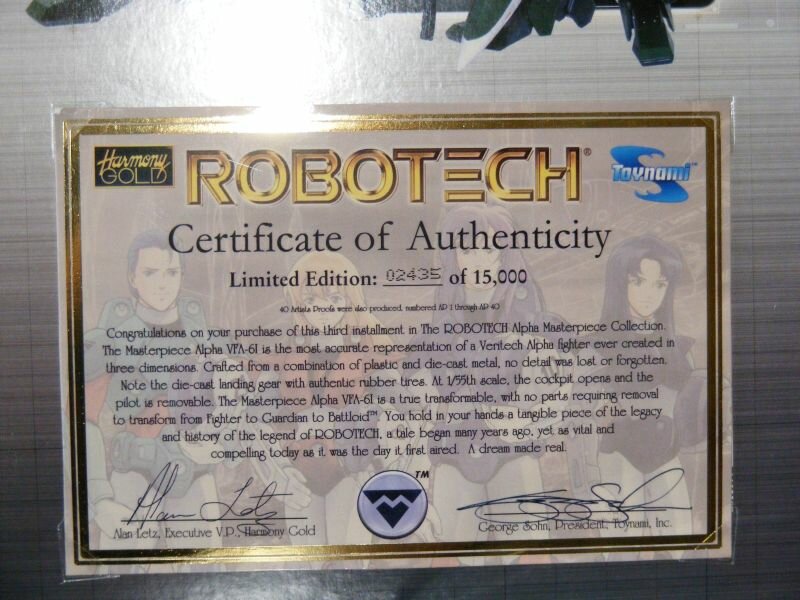 Harmony
GOLD
ROBOTECH®
Toynami
Certificate of Authenticity
Limited Edition: 02435 of 15,000
40 Artists Proofs were also produced, numbered AP 1 through AP 40
Congratulations on your purchase of this third installment in The ROBOTECH Alpha Masterpiece Collection.
The Masterpiece Alpha VFA-6I is the most accurate representation of a Veritech Alpha fighter ever created in
three dimensions. Crafted from a combination of plastic and die-cast metal, no detail was lost or forgotten.
Note the die-cast landing gear with authentic rubber tires. At 1/55th scale, the cockpit opens and the
pilot is removable. The Masterpiece Alpha VFA-6I is a true transformable, with no parts requiring removal
to transform from Fighter to Guardian to Battloid™. You hold in your hands a tangible piece of the legacy
and history of the legend of ROBOTECH, a tale began many years ago, yet as vital and
compelling today as it was the day it first aired. A dream made real.
Alan Letz
TM
Alan Letz, Executive V.P., Harmony Gold
George Sohn, President, Toynami, Inc.